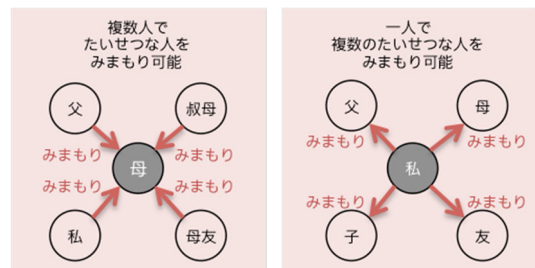 複数人で
たいせつな人を
みまもり可能
父
叔母
みまもり
みまもり
母
みまもり
みまもり
私
母友
一人で
複数のたいせつな人を
みまもり可能
父
母
みまもり
みまもり
私
みまもり
みまもり
子
友